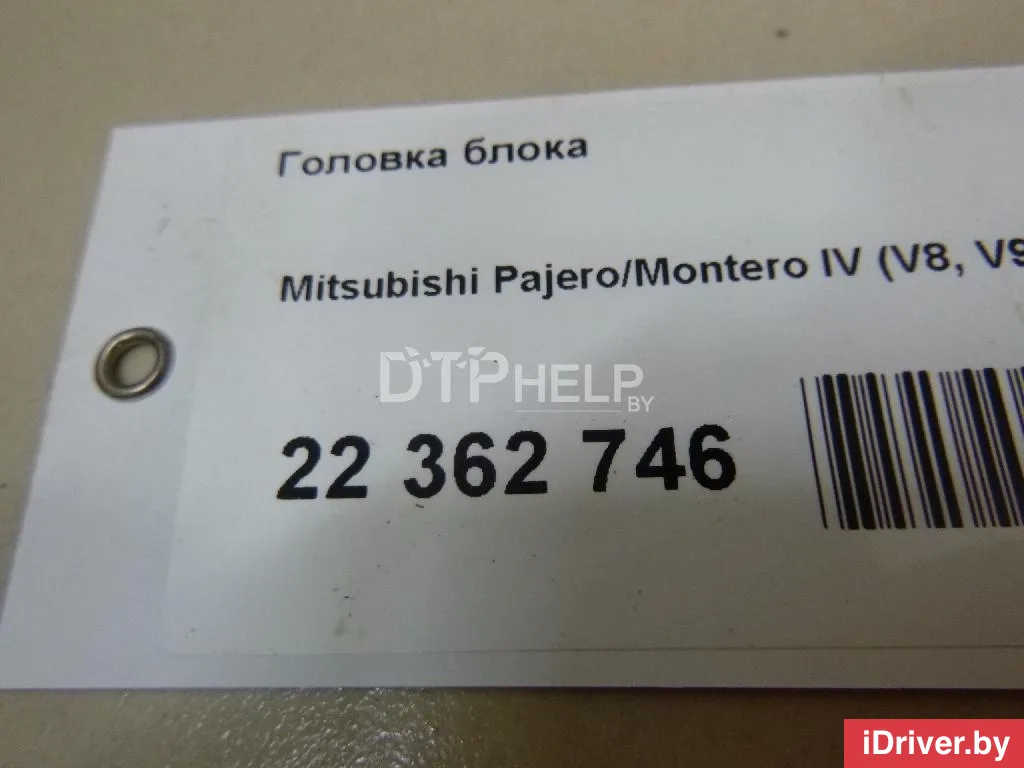 Головка блока
Mitsubishi Pajero/Montero IV (V8, V9
DTPHELP
BY
22 362 746
iDriver.by